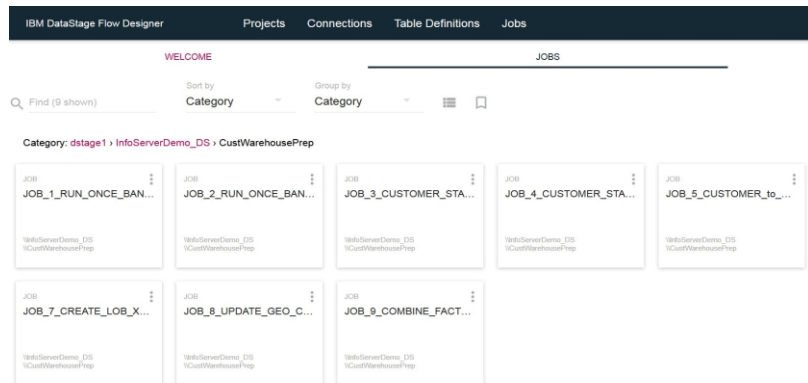 IBM DataStage Flow Designer Projects Connections Table Definitions Jobs
WELCOME JOBS
Sort by Group by
Find (9 shown) Category Category
Category: dstage1 › InfoServerDemo_DS › CustWarehousePrep
JOB JOB JOB JOB JOB
JOB_1_RUN_ONCE_BAN... JOB_2_RUN_ONCE_BAN... JOB_3_CUSTOMER_STA... JOB_4_CUSTOMER_STA... JOB_5_CUSTOMER_to_...
\\InfoServerDemo_DS \\InfoServerDemo_DS \\InfoServerDemo_DS \\InfoServerDemo_DS \\InfoServerDemo_DS
\\CustWarehousePrep \\CustWarehousePrep \\CustWarehousePrep \\CustWarehousePrep \\CustWarehousePrep
JOB JOB JOB
JOB_7_CREATE_LOB_X... JOB_8_UPDATE_GEO_C... JOB_9_COMBINE_FACT...
\\InfoServerDemo_DS \\InfoServerDemo_DS \\InfoServerDemo_DS
\\CustWarehousePrep \\CustWarehousePrep \\CustWarehousePrep